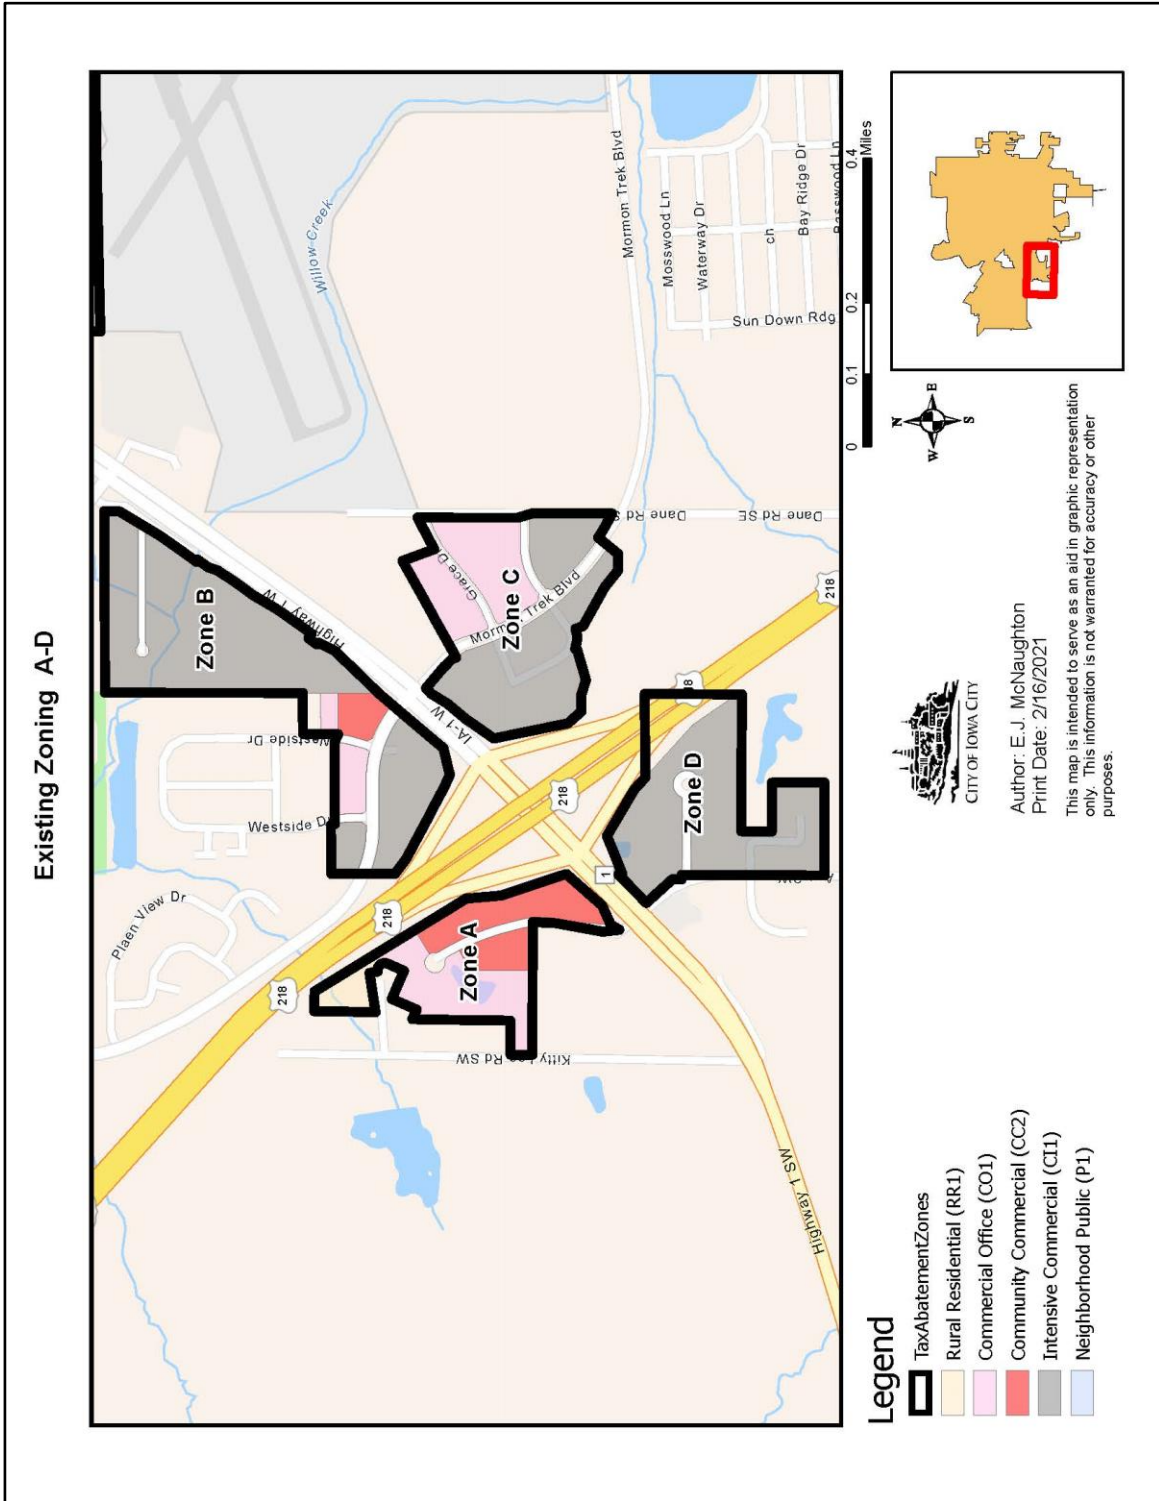 Existing Zoning A-D
Willow Creek
Mormon Trek Blvd
Mosswood Ln
Waterway Dr
Bay Ridge Dr
Sun Down Rdg
ch
Plaen View Dr
Westside Dr
Westside D
Zone B
Highway 1 W
IA-1 W
Grace D
Mormon Trek Blvd
Zone C
Dane Rd S
Dane Rd SE
218
218
218
218
Zone A
Zone D
1
Kitty Lee Rd SW
Highway 1 SW
0 0.1 0.2 0.4
Miles
N
W E
S
Legend
TaxAbatementZones
Rural Residential (RR1)
Commercial Office (CO1)
Community Commercial (CC2)
Intensive Commercial (CI1)
Neighborhood Public (P1)
CITY OF IOWA CITY
Author: E.J. McNaughton
Print Date: 2/16/2021
This map is intended to serve as an aid in graphic representation
only. This information is not warranted for accuracy or other
purposes.